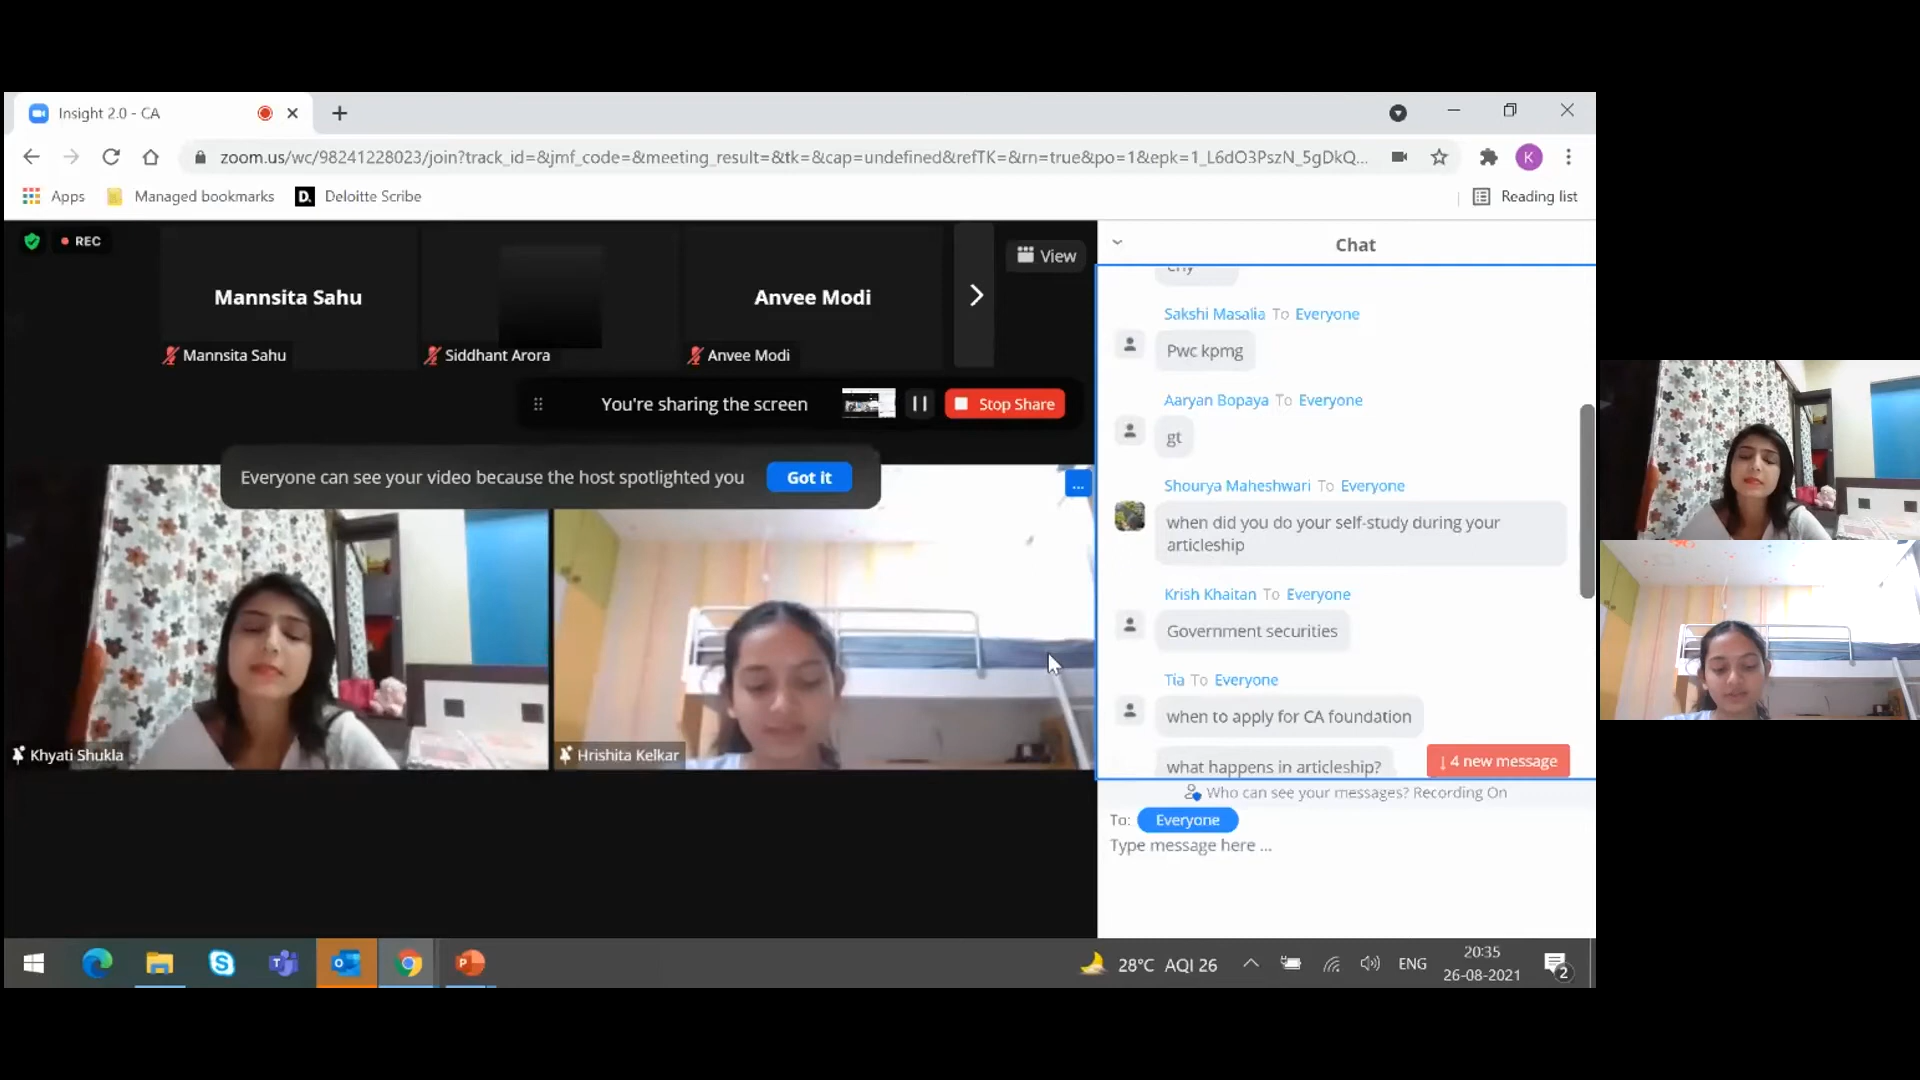 Insight 2.0 - CA
zoom.us/wc/98241228023/join?track_id=&jmf_code=&meeting_result=&tk=&cap=undefined&refTK=&rn=true&po=1&epk=1_L6dO3PszN_5gDkQ...
K
Apps
Managed bookmarks
D.
Deloitte Scribe
Reading list
REC
Mannsita Sahu
Anvee Modi
View
Mannsita Sahu
Siddhant Arora
Anvee Modi
You're sharing the screen
Stop Share
Everyone can see your video because the host spotlighted you
Got it
...
Khyati Shukla
Hrishita Kelkar
Chat
Sakshi Masalia To Everyone
Pwc kpmg
Aaryan Bopaya To Everyone
gt
Shourya Maheshwari To Everyone
when did you do your self-study during your
articleship
Krish Khaitan To Everyone
Government securities
Tia To Everyone
when to apply for CA foundation
what happens in articleship?
4 new message
Who can see your messages? Recording On
To: Everyone
Type message here ...
28°C AQI 26
ENG
20:35
26-08-2021
2